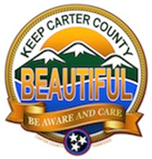 KEEP CARTER COUNTY
BEAUTIFUL
BE AWARE AND CARE